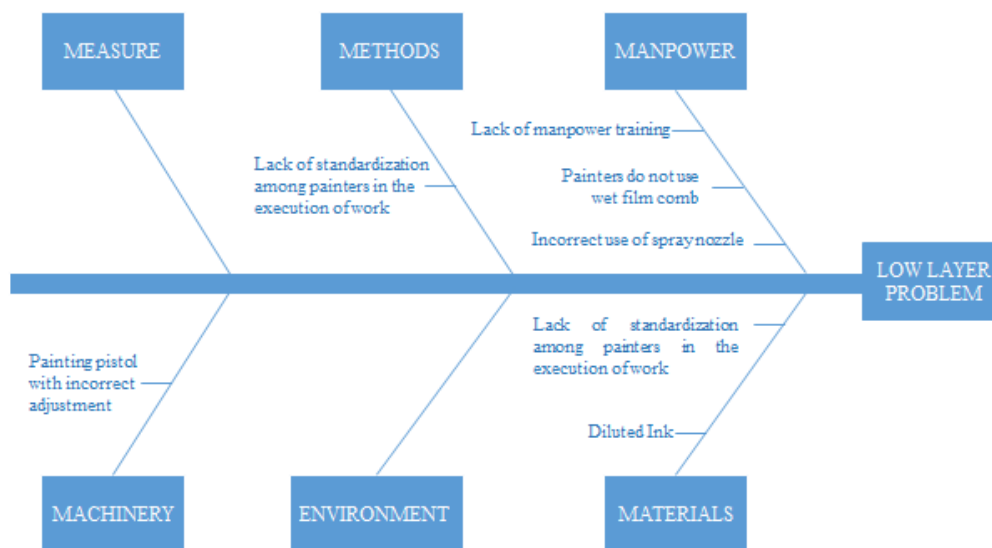 MEASURE
METHODS
MANPOWER
Lack of manpower training
Lack of standardization
among painters in the
execution of work
Painters do not use
wet film comb
Incorrect use of spray nozzle
LOW LAYER
PROBLEM
Lack of standardization
among painters in the
execution of work
Painting pistol
with incorrect
adjustment
Diluted Ink
MACHINERY
ENVIRONMENT
MATERIALS